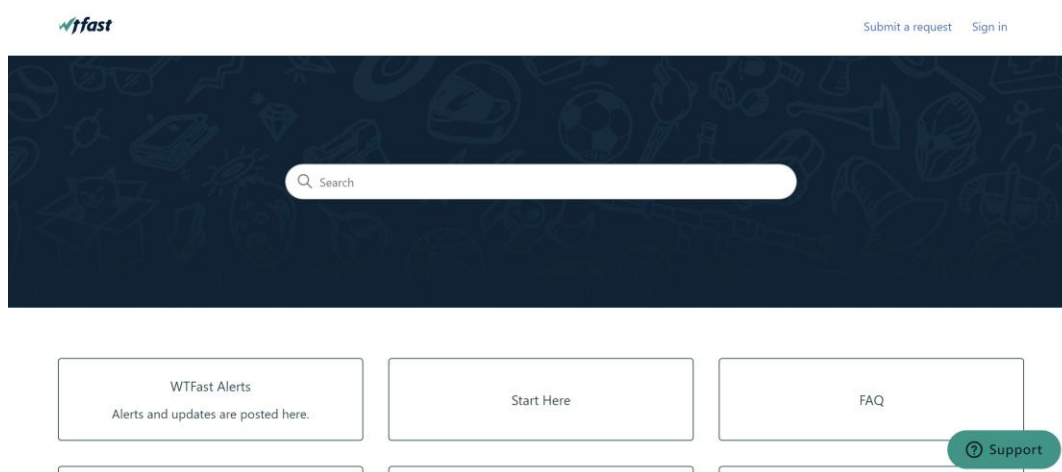 wtfast
Submit a request Sign in
Search
WTFast Alerts
Alerts and updates are posted here.
Start Here
FAQ
Support